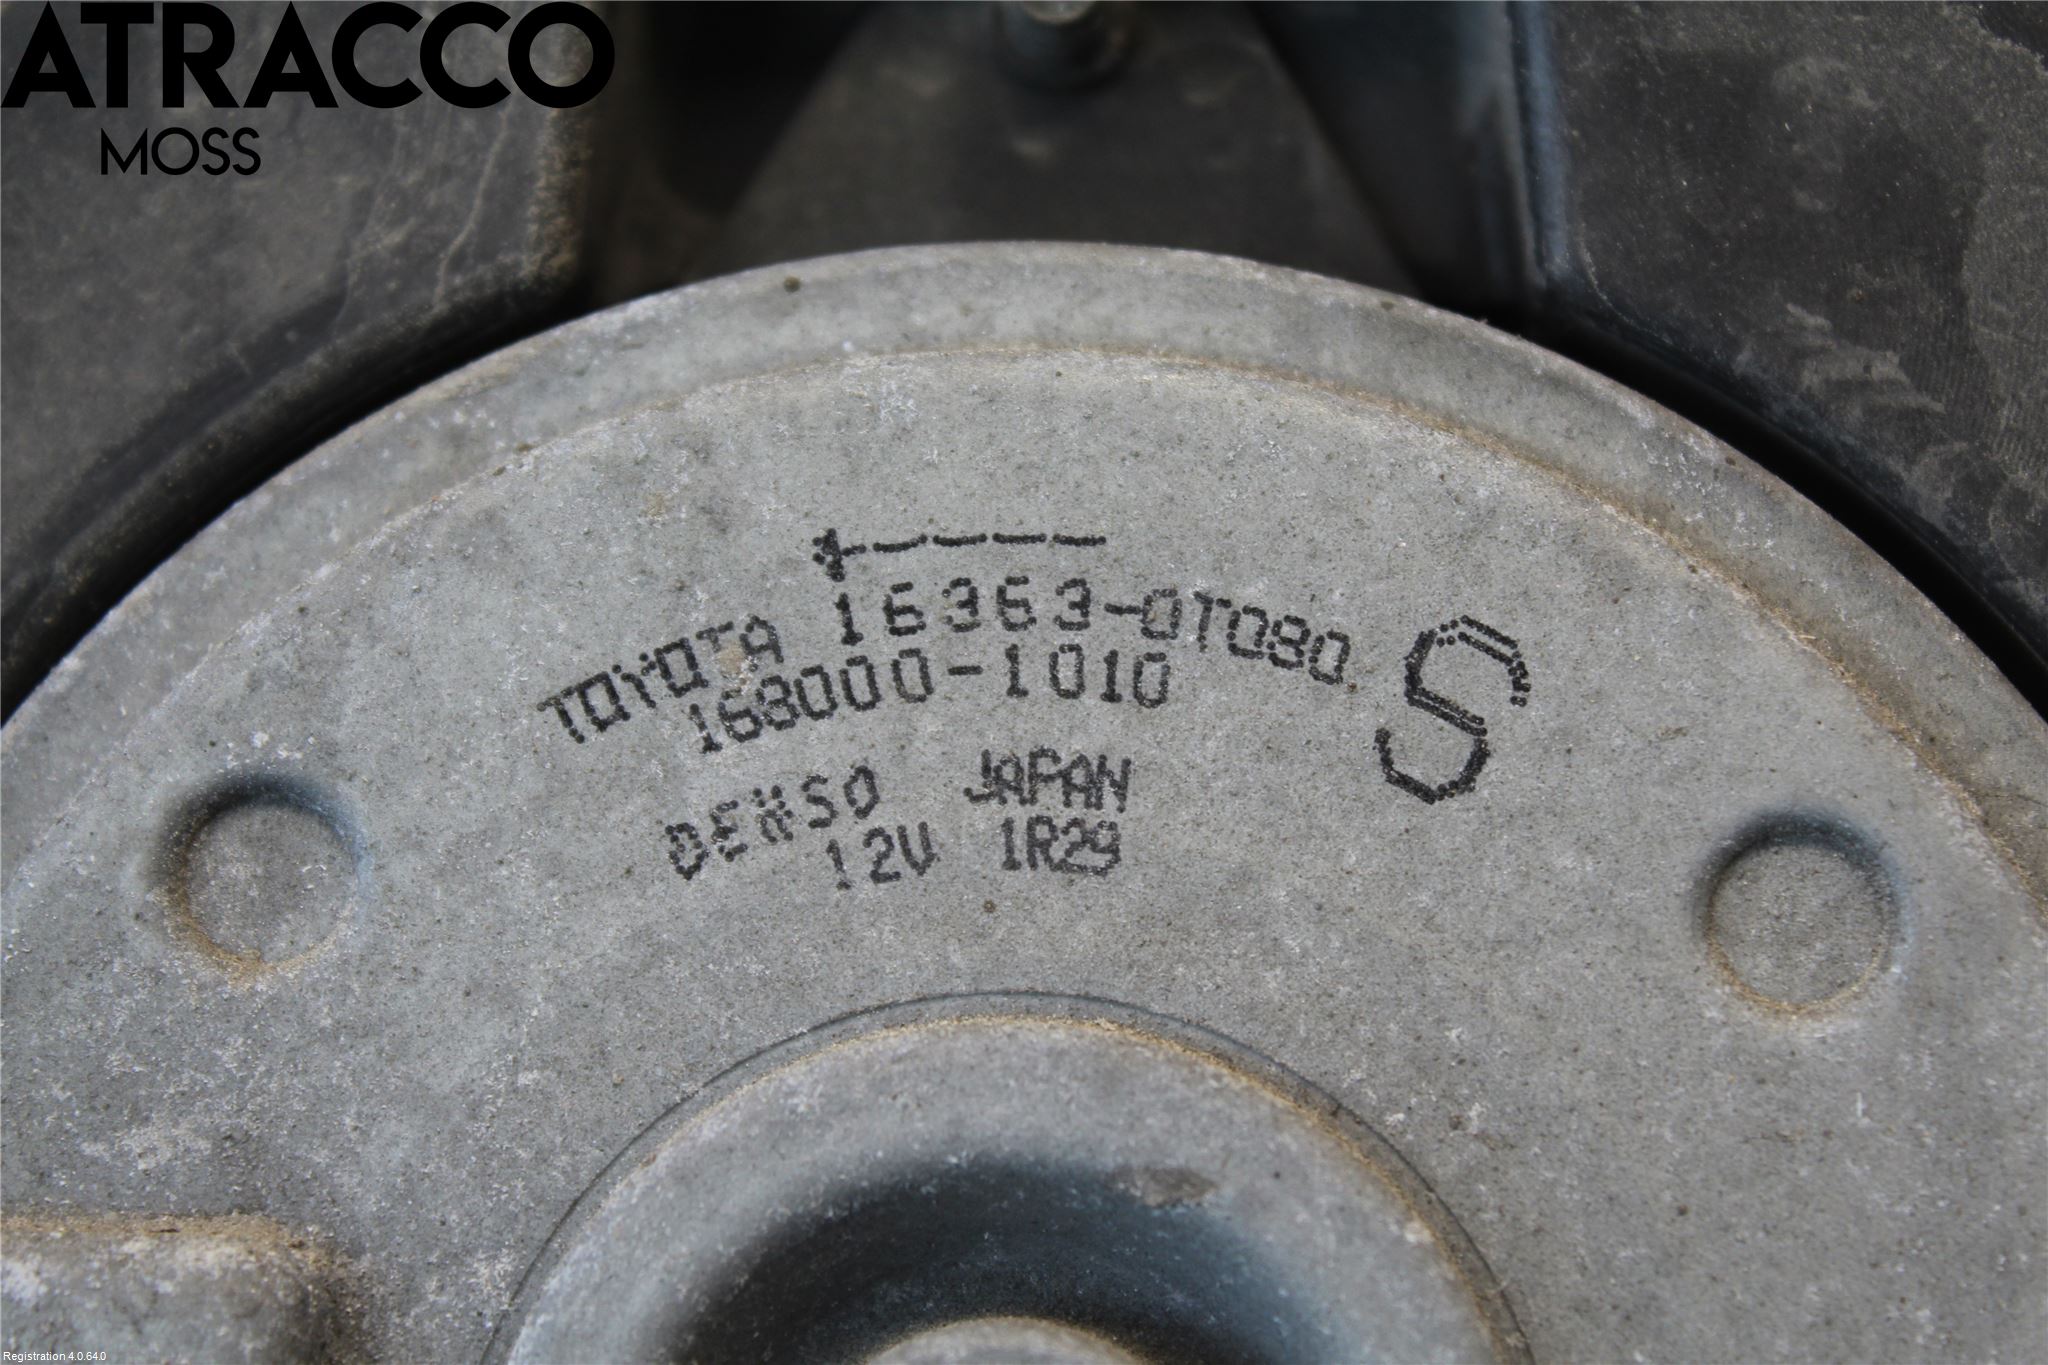 ATRACCO
MOSS
TOYOTA 16363-0T080
168000-1010
S
DENSO JAPAN
12V 1R29
Registration 4.0.64.0